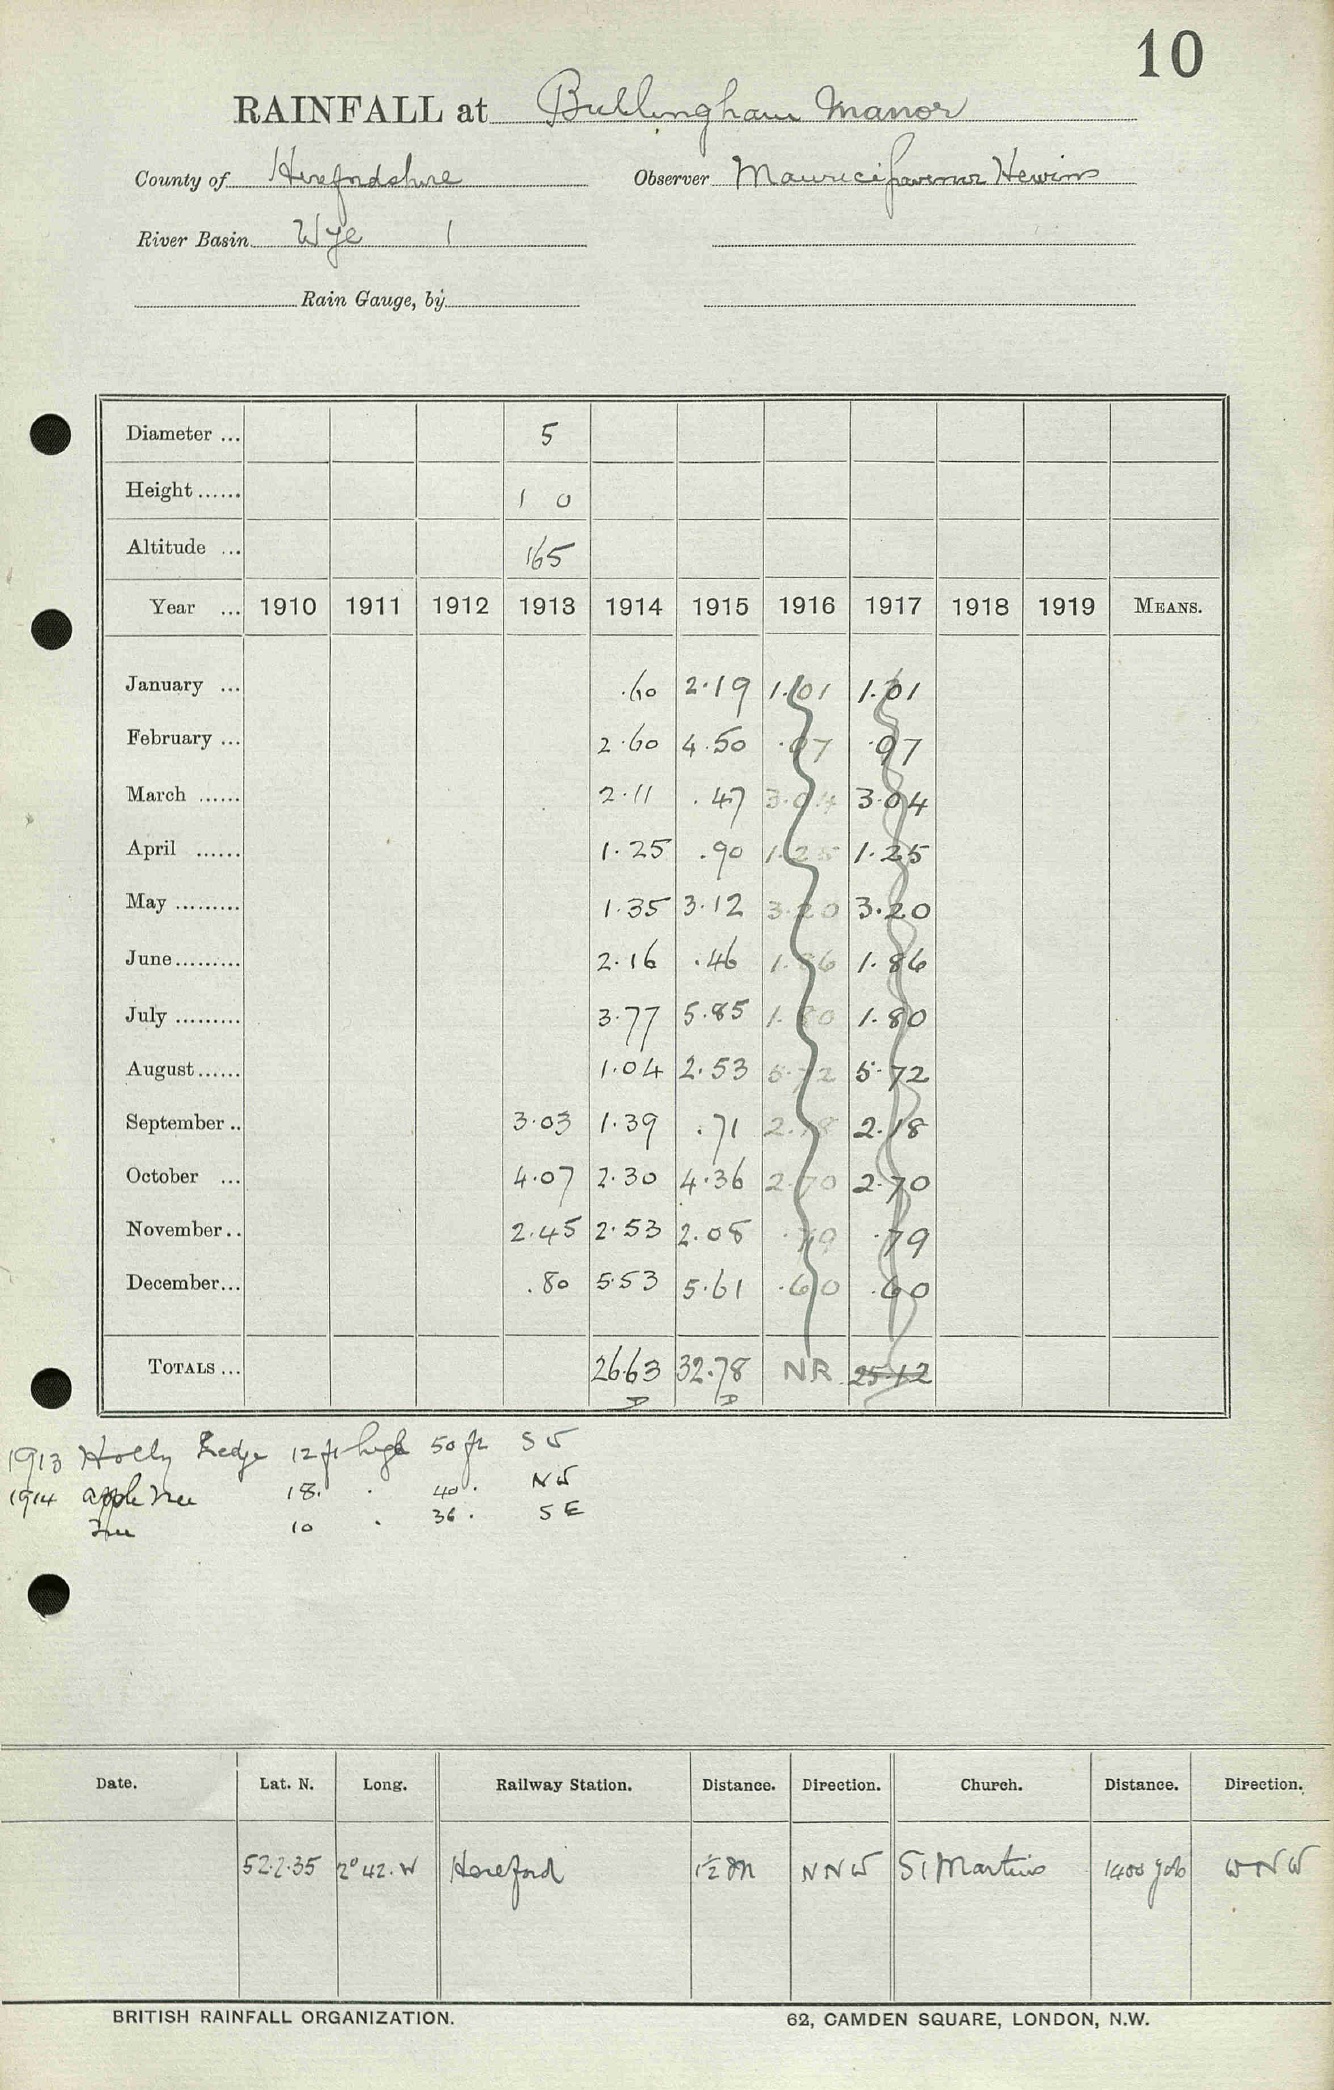 10
RAINFALL at Bullingham Manor
County of Herefordshire Observer Maurice Hewins
River Basin Wye 1
Rain Gauge, by
Diameter ... 5
Height ...... 1 0
Altitude ... 165
Year ... 1910 1911 1912 1913 1914 1915 1916 1917 1918 1919 MEANS.
January ... .60 2.19 1.01 1.01
February ... 2.60 4.50 .97 .97
March ...... 2.11 .47 3.04 3.04
April ...... 1.25 .90 1.25 1.25
May ......... 1.35 3.12 3.20 3.20
June ......... 2.16 .46 1.86 1.86
July ......... 3.77 5.85 1.80 1.80
August ...... 1.04 2.53 5.72 5.72
September .. 3.03 1.39 .71 2.18 2.18
October ... 4.07 2.30 4.36 2.70 2.70
November .. 2.45 2.53 2.08 .79 .79
December ... .80 5.53 5.61 .60 .60
TOTALS ... 26.63 32.78 NR 25.12
D D
1913 Holly Hedge 12 ft high 50 ft SW
1914 apple tree 18 . 40 . NW
Tree 10 . 36 . SE
Date. Lat. N. Long. Railway Station. Distance. Direction. Church. Distance. Direction.
52.2.35 2° 42. W Hereford 1½ M NNW St Martins 1400 yds WNW
BRITISH RAINFALL ORGANIZATION. 62, CAMDEN SQUARE, LONDON, N.W.